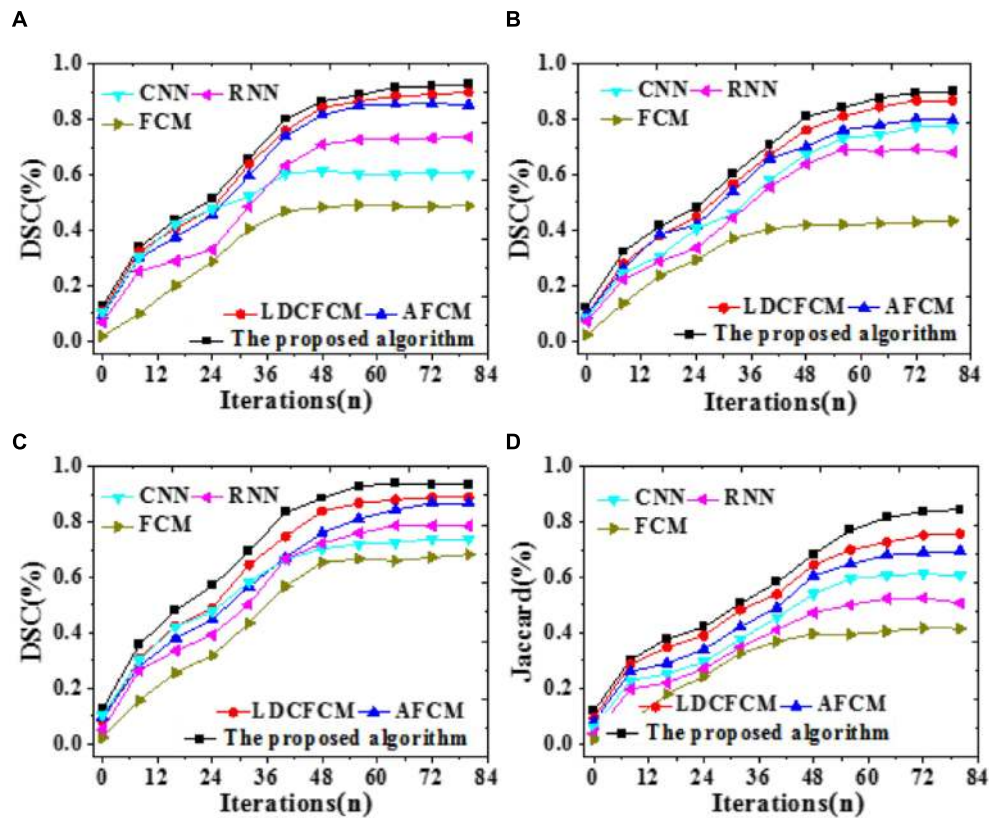 A
DSC(%)
1.0
0.8
0.6
0.4
0.2
0.0
CNN RNN
FCM
LDCFCM AFCM
The proposed algorithm
0 12 24 36 48 60 72 84
Iterations(n)
B
DSC(%)
1.0
0.8
0.6
0.4
0.2
0.0
CNN RNN
FCM
LDCFCM AFCM
The proposed algorithm
0 12 24 36 48 60 72 84
Iterations(n)
C
DSC(%)
1.0
0.8
0.6
0.4
0.2
0.0
CNN RNN
FCM
LDCFCM AFCM
The proposed algorithm
0 12 24 36 48 60 72 84
Iterations(n)
D
Jaccard(%)
1.0
0.8
0.6
0.4
0.2
0.0
CNN RNN
FCM
LDCFCM AFCM
The proposed algorithm
0 12 24 36 48 60 72 84
Iterations(n)